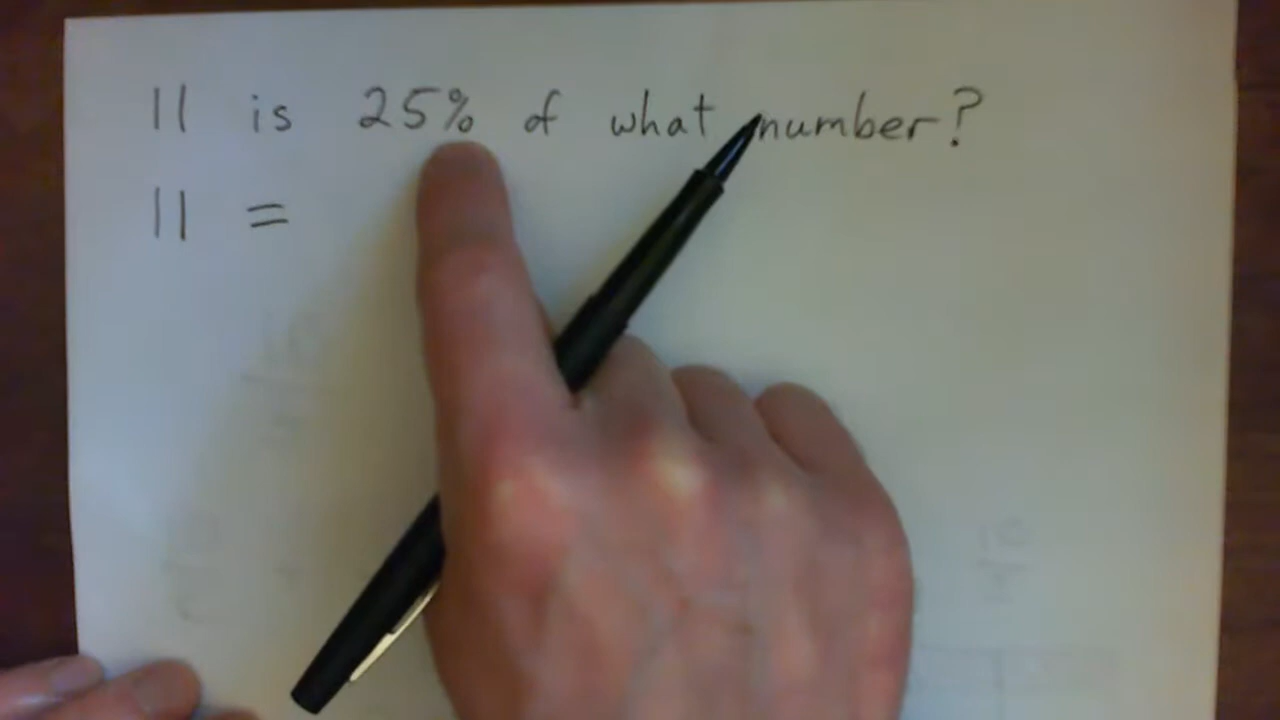 11 is 25% of what number?
11 =